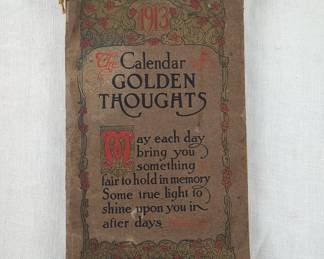 1913
The Calendar of
GOLDEN
THOUGHTS
May each day
bring you
something
fair to hold in memory
Some true light to
shine upon you in
after days